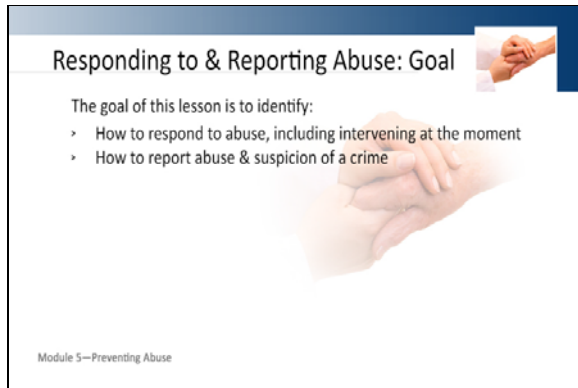 Responding to & Reporting Abuse: Goal
The goal of this lesson is to identify:
› How to respond to abuse, including intervening at the moment
› How to report abuse & suspicion of a crime
Module 5—Preventing Abuse